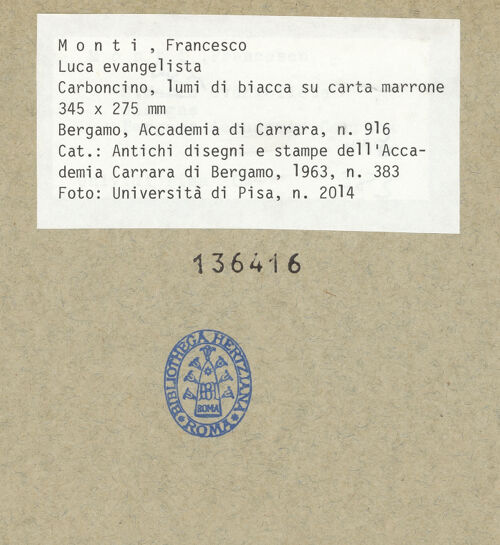 M o n t i , Francesco
Luca evangelista
Carboncino, lumi di biacca su carta marrone
345 x 275 mm
Bergamo, Accademia di Carrara, n. 916
Cat.: Antichi disegni e stampe dell'Acca-
demia Carrara di Bergamo, 1963, n. 383
Foto: Università di Pisa, n. 2014
136416
BIBLIOTHECA HERTZIANA
ROMA
ROMA